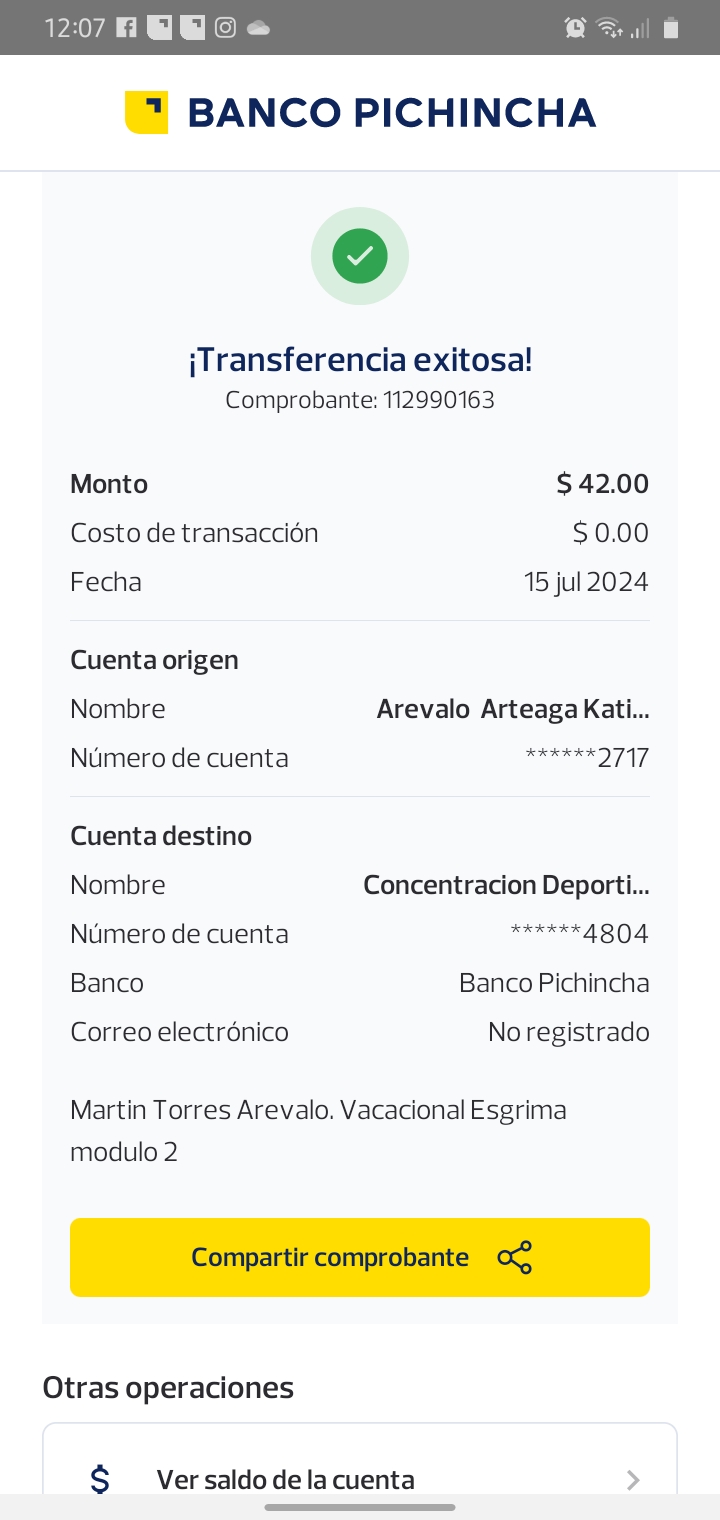 12:07
BANCO PICHINCHA
¡Transferencia exitosa!
Comprobante: 112990163
Monto $ 42.00
Costo de transacción $ 0.00
Fecha 15 jul 2024
Cuenta origen
Nombre Arevalo  Arteaga Kati...
Número de cuenta ******2717
Cuenta destino
Nombre Concentracion Deporti...
Número de cuenta ******4804
Banco Banco Pichincha
Correo electrónico No registrado
Martin Torres Arevalo. Vacacional Esgrima
modulo 2
Compartir comprobante
Otras operaciones
$ Ver saldo de la cuenta